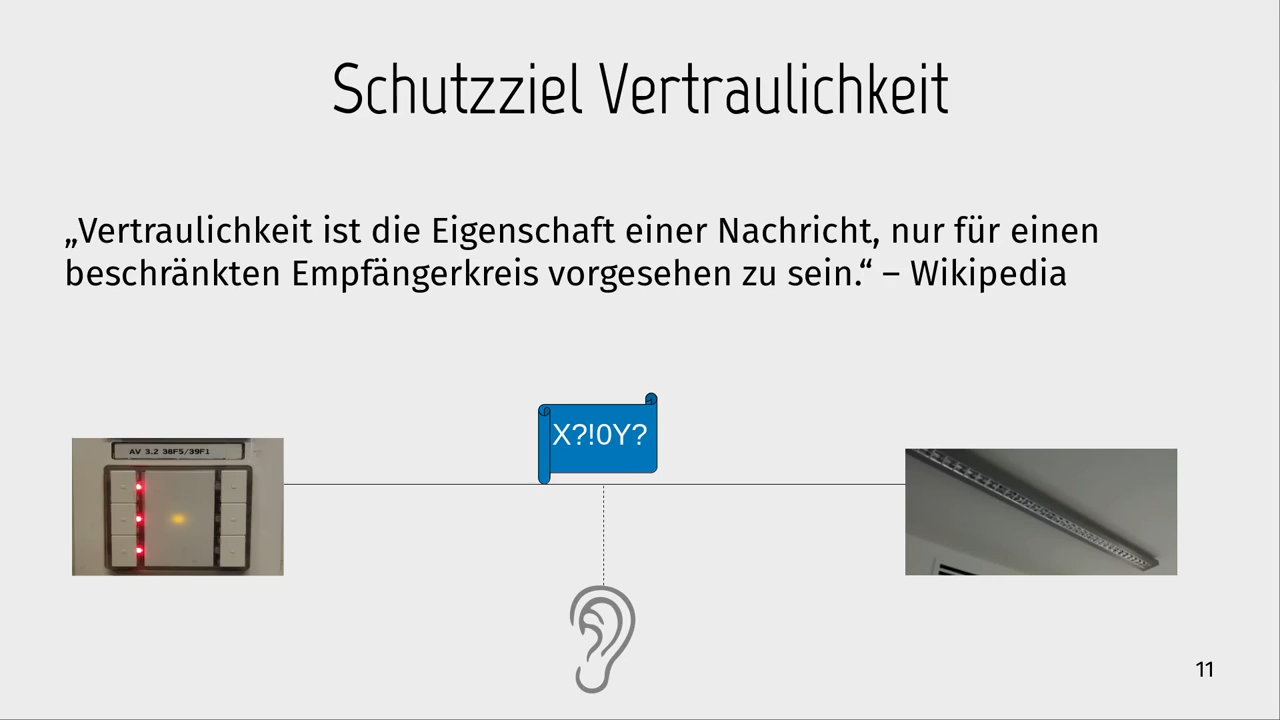 Schutzziel Vertraulichkeit
„Vertraulichkeit ist die Eigenschaft einer Nachricht, nur für einen
beschränkten Empfängerkreis vorgesehen zu sein.“ – Wikipedia
X?!0Y?
AV 3.2 38F5/39F1
11